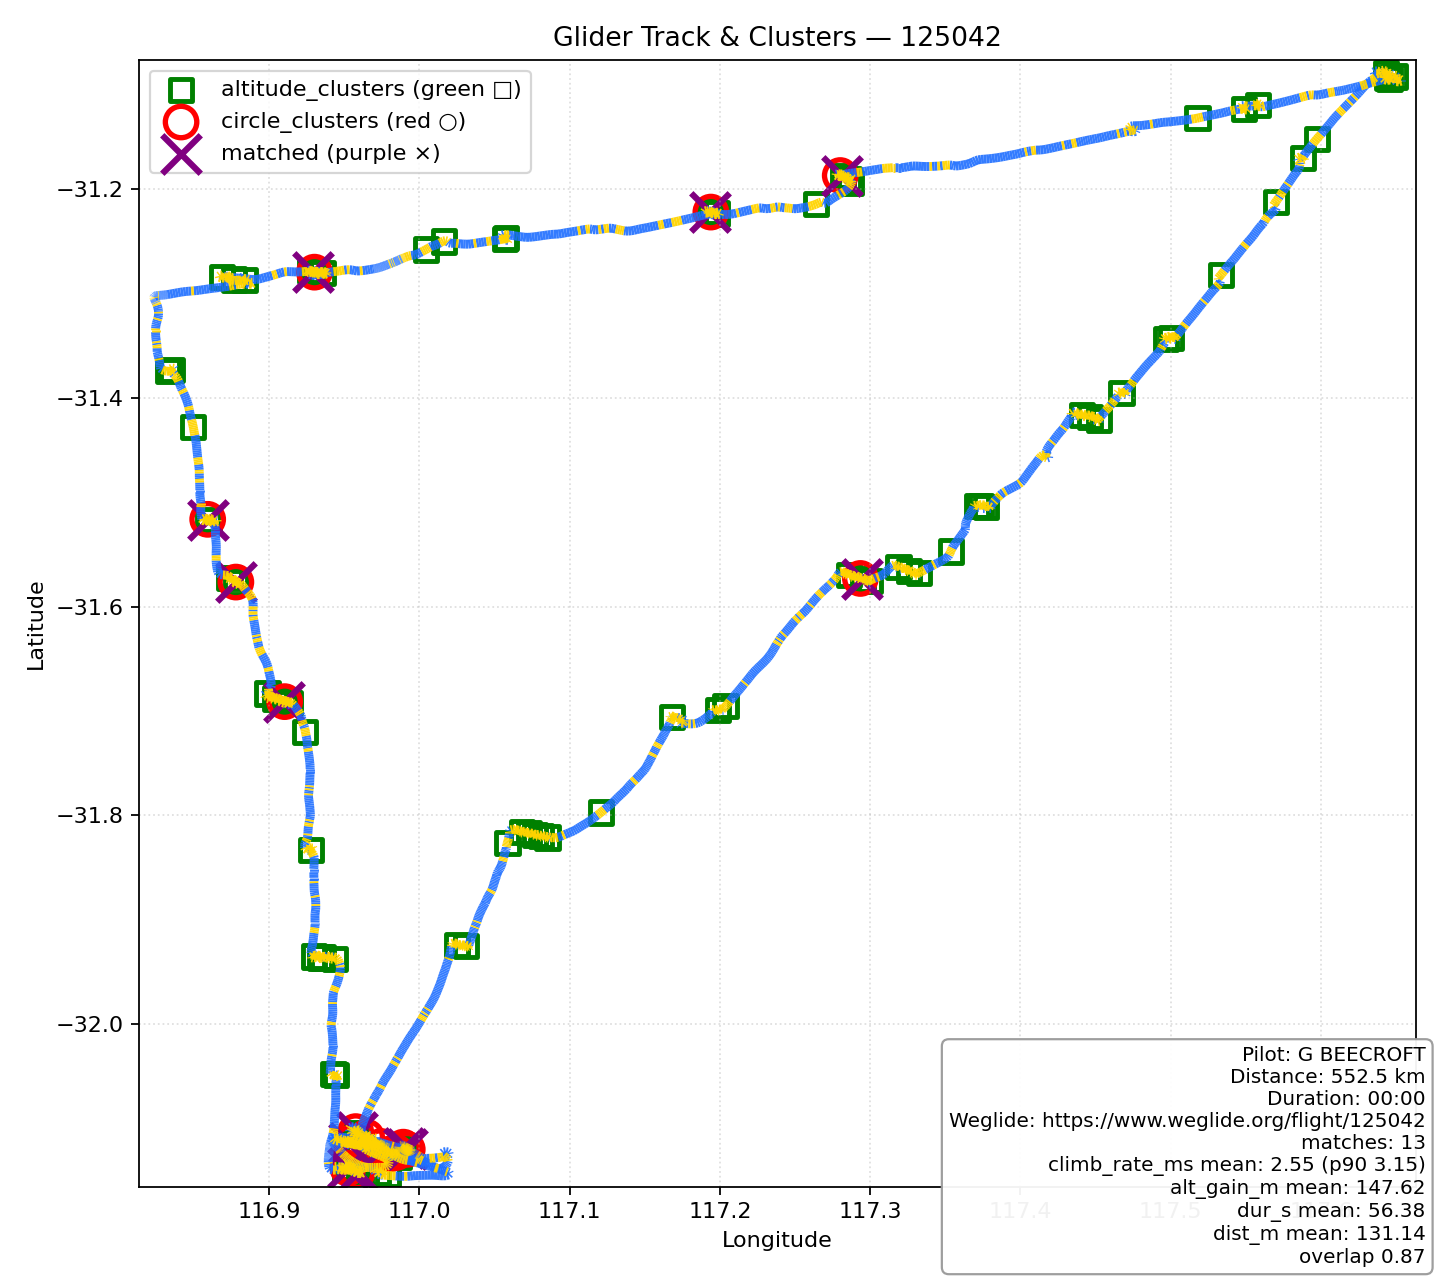 Glider Track & Clusters — 125042
altitude_clusters (green □)
circle_clusters (red ○)
matched (purple ×)
Latitude
−31.2
−31.4
−31.6
−31.8
−32.0
116.9
117.0
117.1
117.2
117.3
117.4
117.5
Longitude
Pilot: G BEECROFT
Distance: 552.5 km
Duration: 00:00
Weglide: https://www.weglide.org/flight/125042
matches: 13
climb_rate_ms mean: 2.55 (p90 3.15)
alt_gain_m mean: 147.62
dur_s mean: 56.38
dist_m mean: 131.14
overlap 0.87